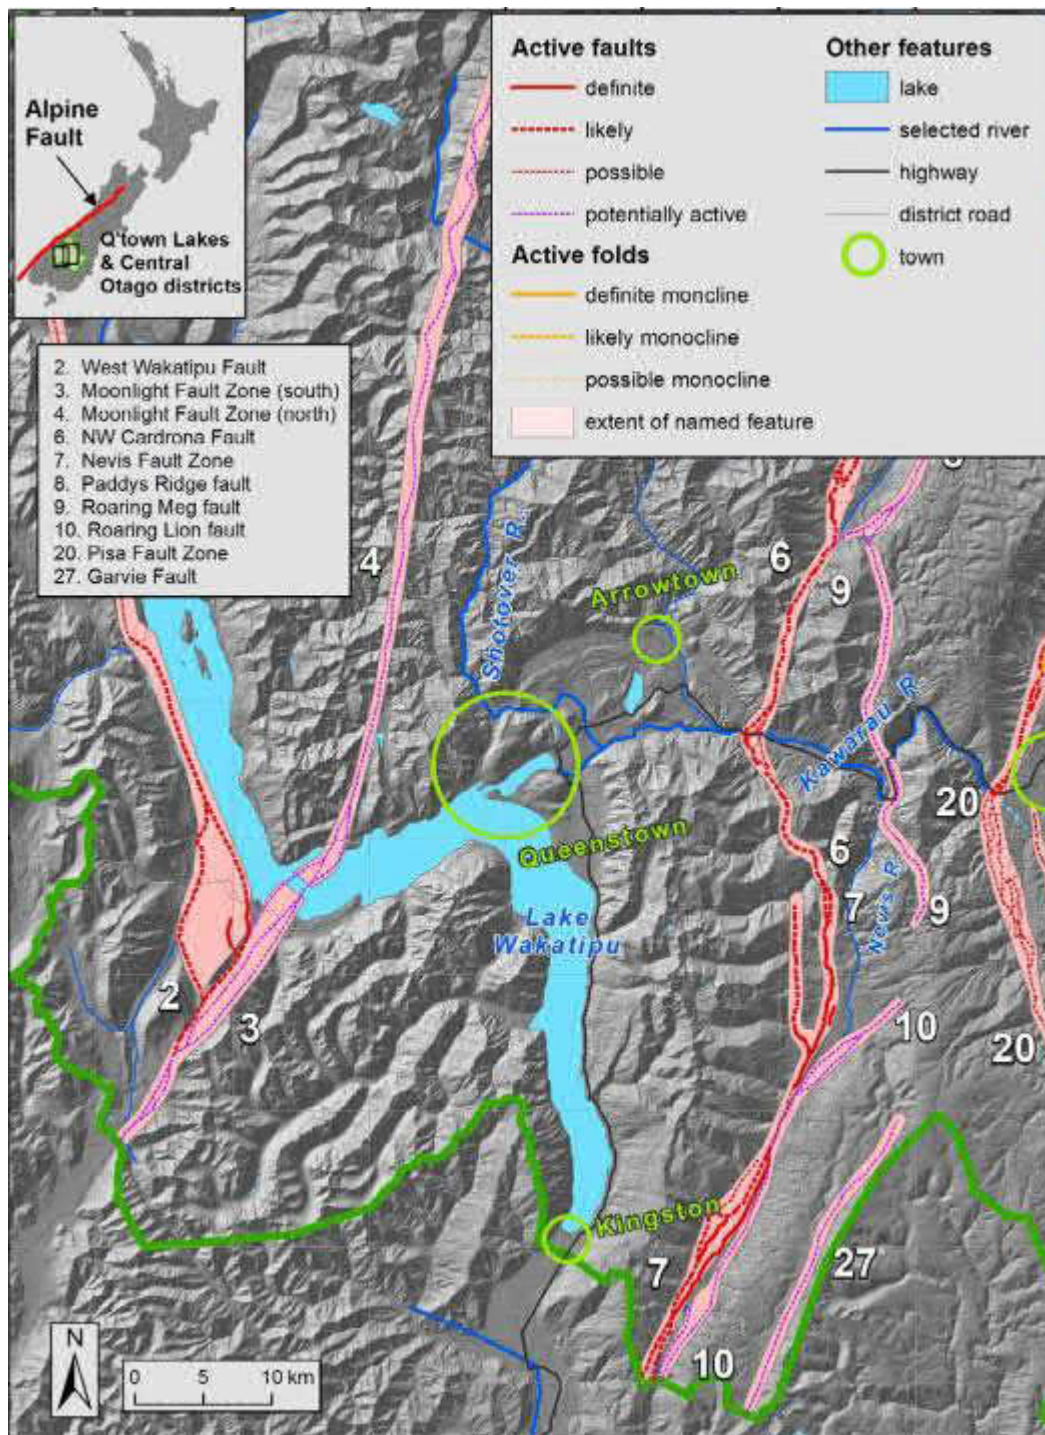 Alpine
Fault
Q'town Lakes
& Central
Otago districts
Active faults
definite
likely
possible
potentially active
Active folds
definite moncline
likely monocline
possible monocline
extent of named feature
Other features
lake
selected river
highway
district road
town
2. West Wakatipu Fault
3. Moonlight Fault Zone (south)
4. Moonlight Fault Zone (north)
6. NW Cardrona Fault
7. Nevis Fault Zone
8. Paddys Ridge fault
9. Roaring Meg fault
10. Roaring Lion fault
20. Pisa Fault Zone
27. Garvie Fault
4
Shotover R.
Arrowtown
6
9
Kawarau R.
20
Queenstown
6
7
Nevis R.
9
Lake
Wakatipu
2
3
10
20
Kingston
7
27
10
N
0 5 10 km